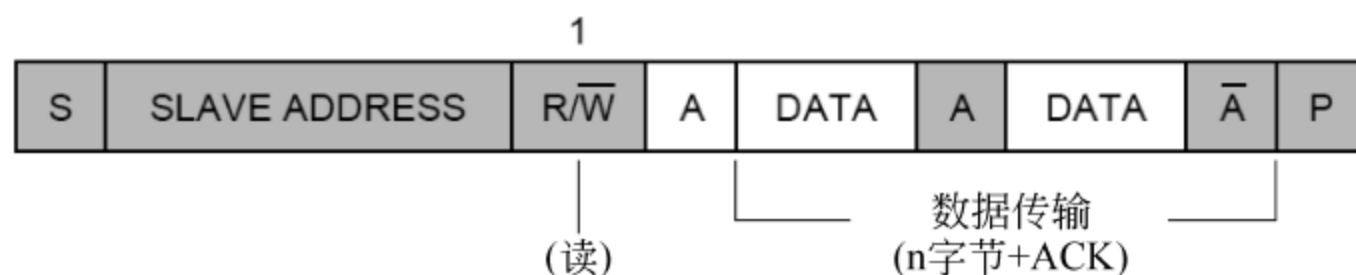 1
S SLAVE ADDRESS R/W̅ A DATA A DATA A̅ P
数据传输
(读) (n字节+ACK)